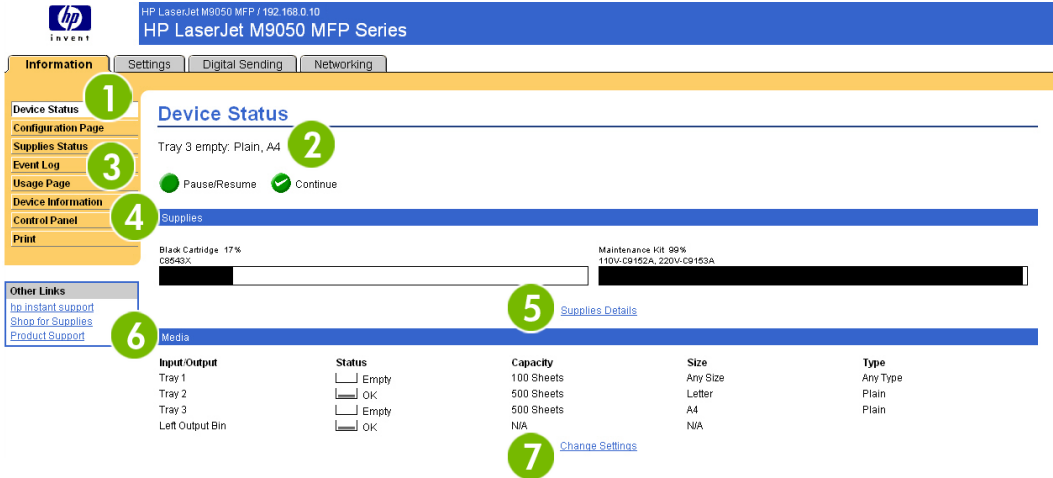 hp
invent
HP LaserJet M9050 MFP / 192.168.0.10
HP LaserJet M9050 MFP Series
Information Settings Digital Sending Networking
1
Device Status
Configuration Page
Supplies Status
Event Log
3
Usage Page
Device Information
Control Panel
4
Print
Other Links
hp instant support
Shop for Supplies
Product Support
6
Device Status
2
Tray 3 empty: Plain, A4
Pause/Resume Continue
Supplies
Black Cartridge 17%
C8543X
Maintenance Kit 99%
110V-C9152A, 220V-C9153A
5
Supplies Details
Media
Input/Output Status Capacity Size Type
Tray 1 Empty 100 Sheets Any Size Any Type
Tray 2 OK 500 Sheets Letter Plain
Tray 3 Empty 500 Sheets A4 Plain
Left Output Bin OK N/A N/A
7
Change Settings